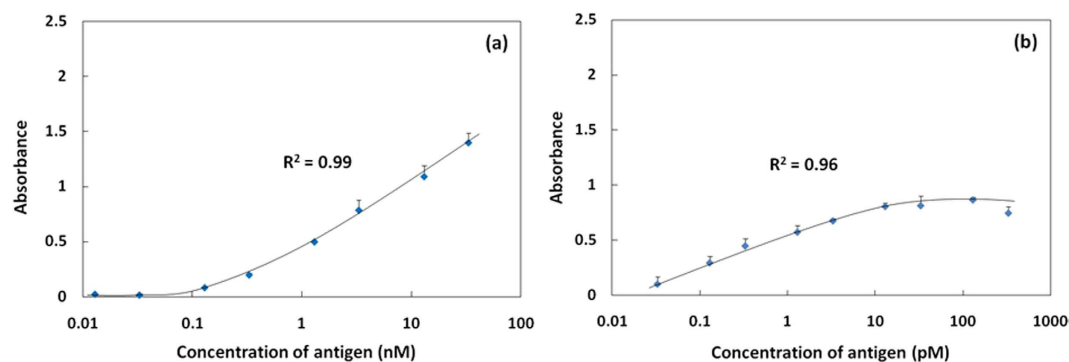 (a)
2.5
2
1.5
1
0.5
0
Absorbance
R² = 0.99
0.01 0.1 1 10 100
Concentration of antigen (nM)
(b)
2.5
2
1.5
1
0.5
0
Absorbance
R² = 0.96
0.01 0.1 1 10 100 1000
Concentration of antigen (pM)